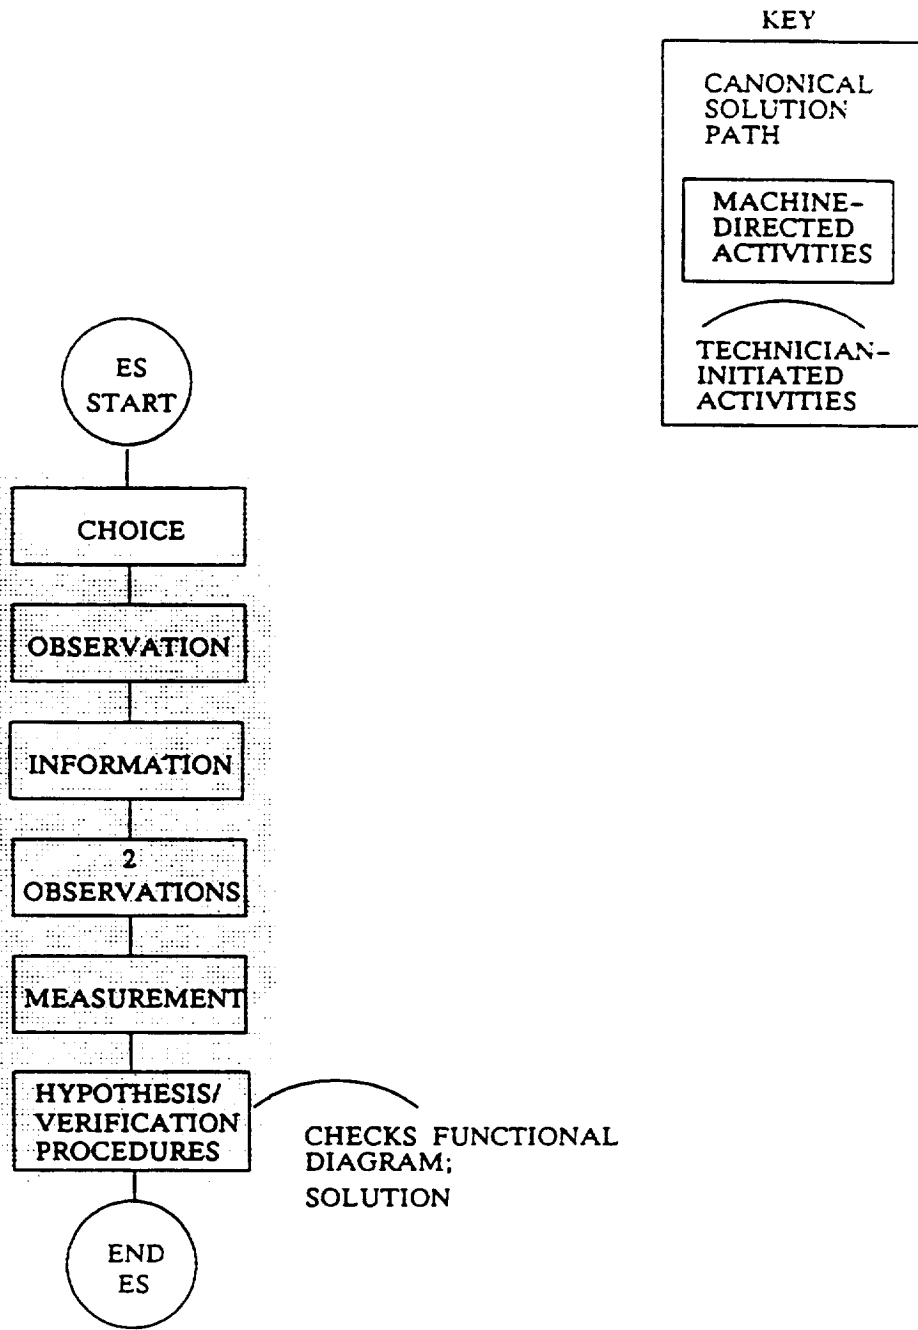 KEY
CANONICAL
SOLUTION
PATH
MACHINE-
DIRECTED
ACTIVITIES
TECHNICIAN-
INITIATED
ACTIVITIES
ES
START
CHOICE
OBSERVATION
INFORMATION
2
OBSERVATIONS
MEASUREMENT
HYPOTHESIS/
VERIFICATION
PROCEDURES
CHECKS FUNCTIONAL
DIAGRAM;
SOLUTION
END
ES